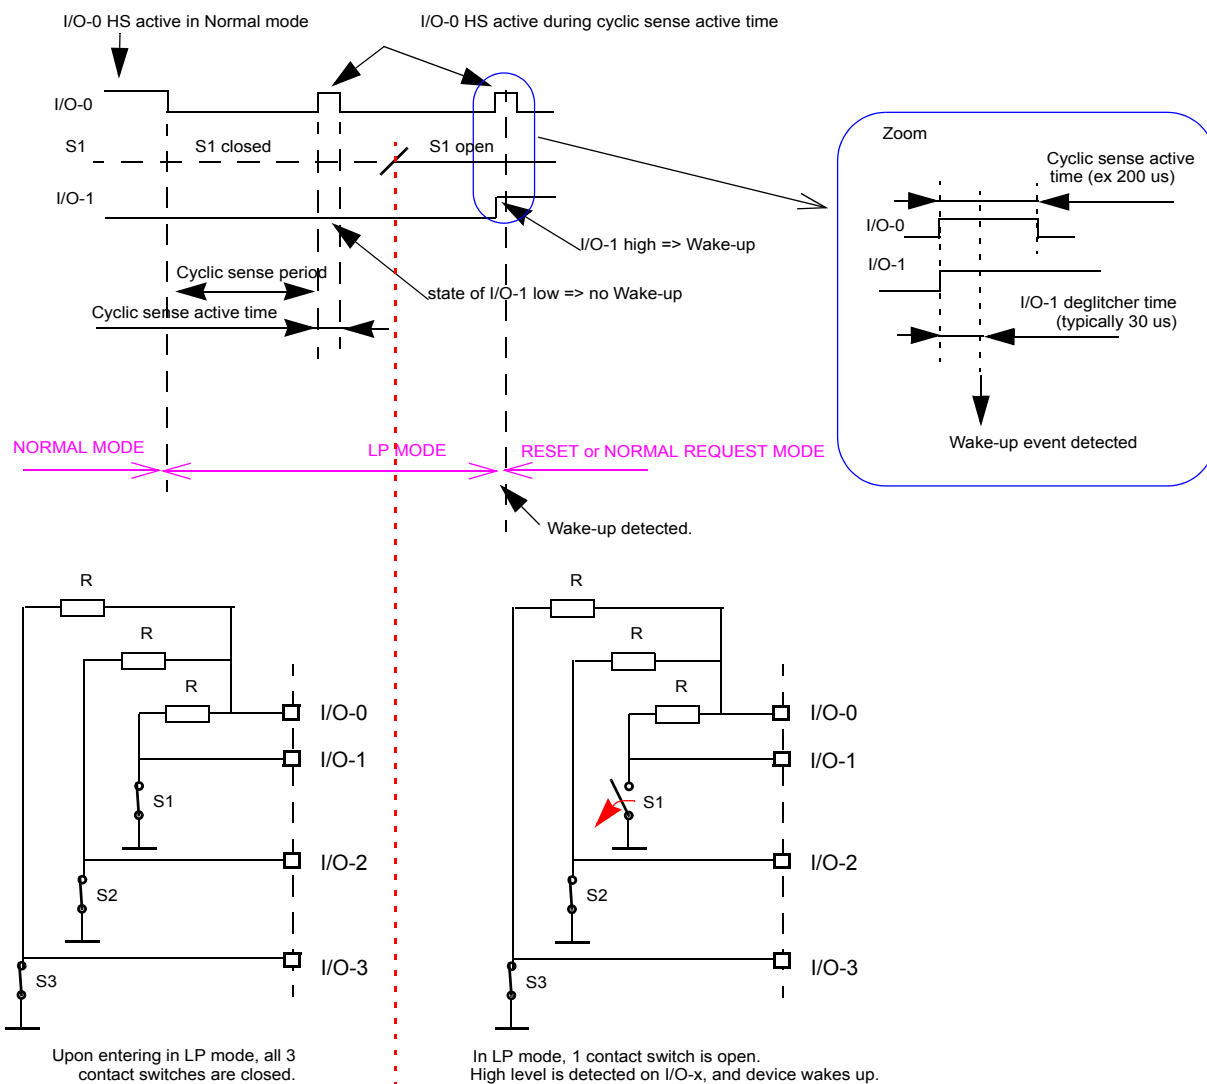 I/O-0 HS active in Normal mode
I/O-0 HS active during cyclic sense active time
I/O-0
S1
S1 closed
S1 open
I/O-1
I/O-1 high => Wake-up
Cyclic sense period
state of I/O-1 low => no Wake-up
Cyclic sense active time
Zoom
Cyclic sense active
time (ex 200 us)
I/O-0
I/O-1
I/O-1 deglitcher time
(typically 30 us)
Wake-up event detected
NORMAL MODE
LP MODE
RESET or NORMAL REQUEST MODE
Wake-up detected.
R
R
R
I/O-0
I/O-1
S1
I/O-2
S2
I/O-3
S3
Upon entering in LP mode, all 3
contact switches are closed.
R
R
R
I/O-0
I/O-1
S1
I/O-2
S2
I/O-3
S3
In LP mode, 1 contact switch is open.
High level is detected on I/O-x, and device wakes up.